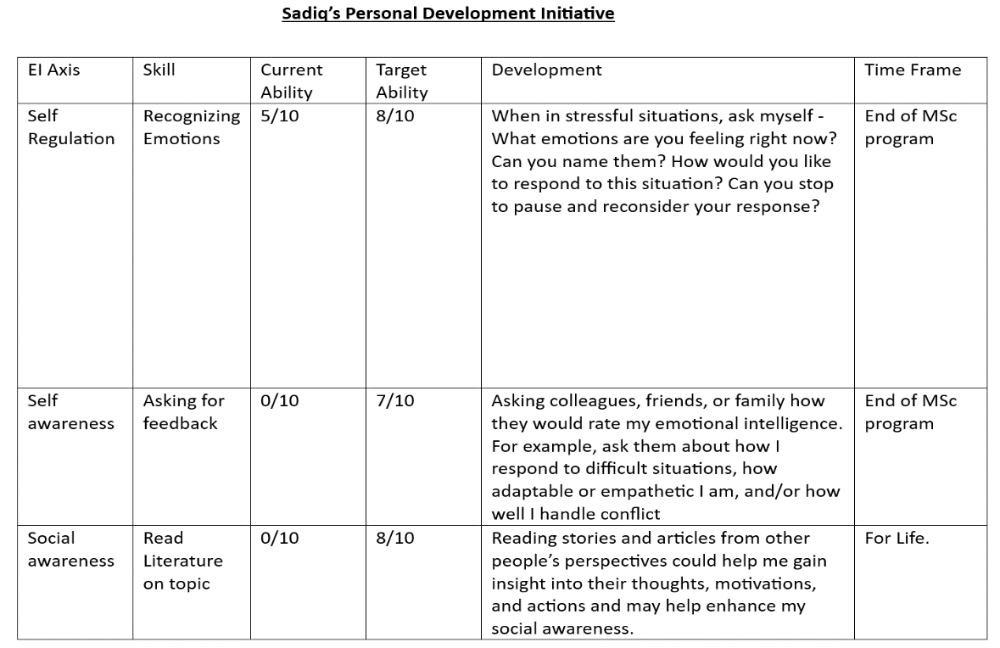 Sadiq's Personal Development Initiative
EI Axis
Skill
Current
Ability
Target
Ability
Development
Time Frame
Self
Regulation
Recognizing
Emotions
5/10
8/10
When in stressful situations, ask myself -
What emotions are you feeling right now?
Can you name them? How would you like
to respond to this situation? Can you stop
to pause and reconsider your response?
End of MSc
program
Self
awareness
Asking for
feedback
0/10
7/10
Asking colleagues, friends, or family how
they would rate my emotional intelligence.
For example, ask them about how I
respond to difficult situations, how
adaptable or empathetic I am, and/or how
well I handle conflict
End of MSc
program
Social
awareness
Read
Literature
on topic
0/10
8/10
Reading stories and articles from other
people's perspectives could help me gain
insight into their thoughts, motivations,
and actions and may help enhance my
social awareness.
For Life.